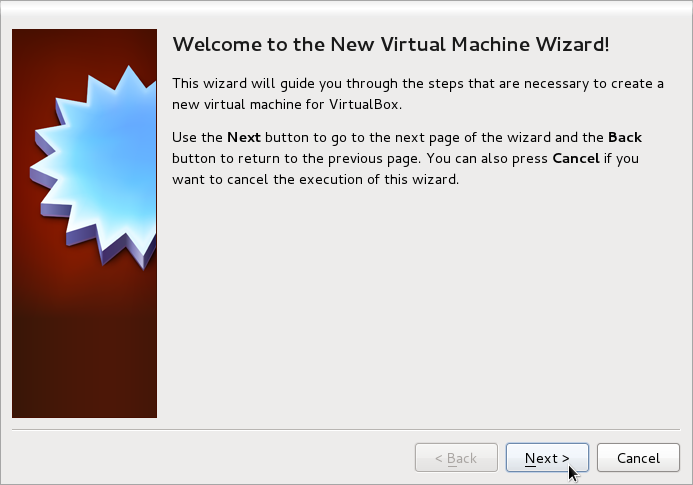 Welcome to the New Virtual Machine Wizard!
This wizard will guide you through the steps that are necessary to create a
new virtual machine for VirtualBox.
Use the Next button to go to the next page of the wizard and the Back
button to return to the previous page. You can also press Cancel if you
want to cancel the execution of this wizard.
< Back Next > Cancel